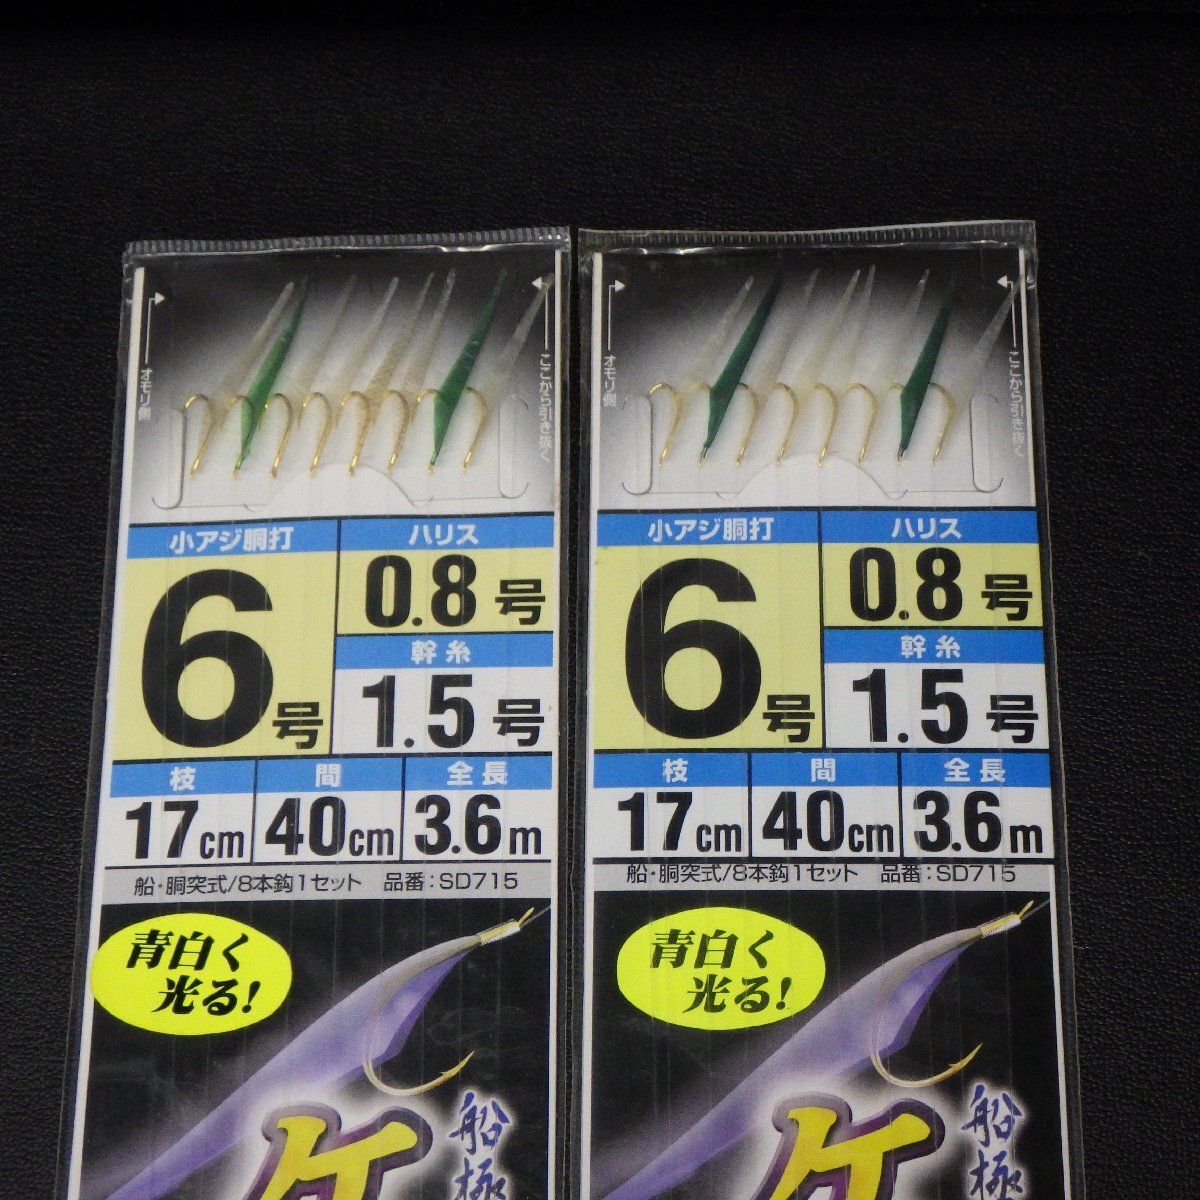 オモリ側
ここから引き抜く
小アジ胴打
6号
ハリス
0.8号
幹糸
1.5号
枝
17cm
間
40cm
全長
3.6m
船・胴突式/8本鈎1セット 品番:SD715
青白く
光る!
船極
オモリ側
ここから引き抜く
小アジ胴打
6号
ハリス
0.8号
幹糸
1.5号
枝
17cm
間
40cm
全長
3.6m
船・胴突式/8本鈎1セット 品番:SD715
青白く
光る!
船極